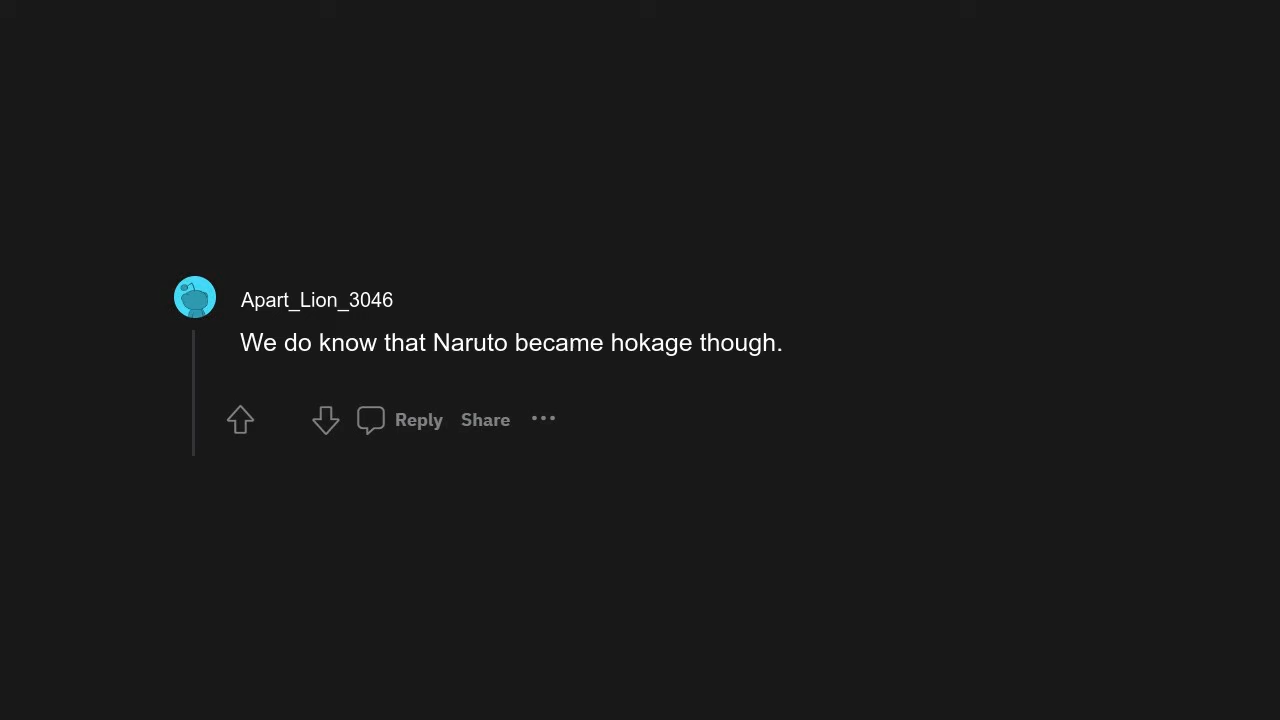 Apart_Lion_3046
We do know that Naruto became hokage though.
Reply Share